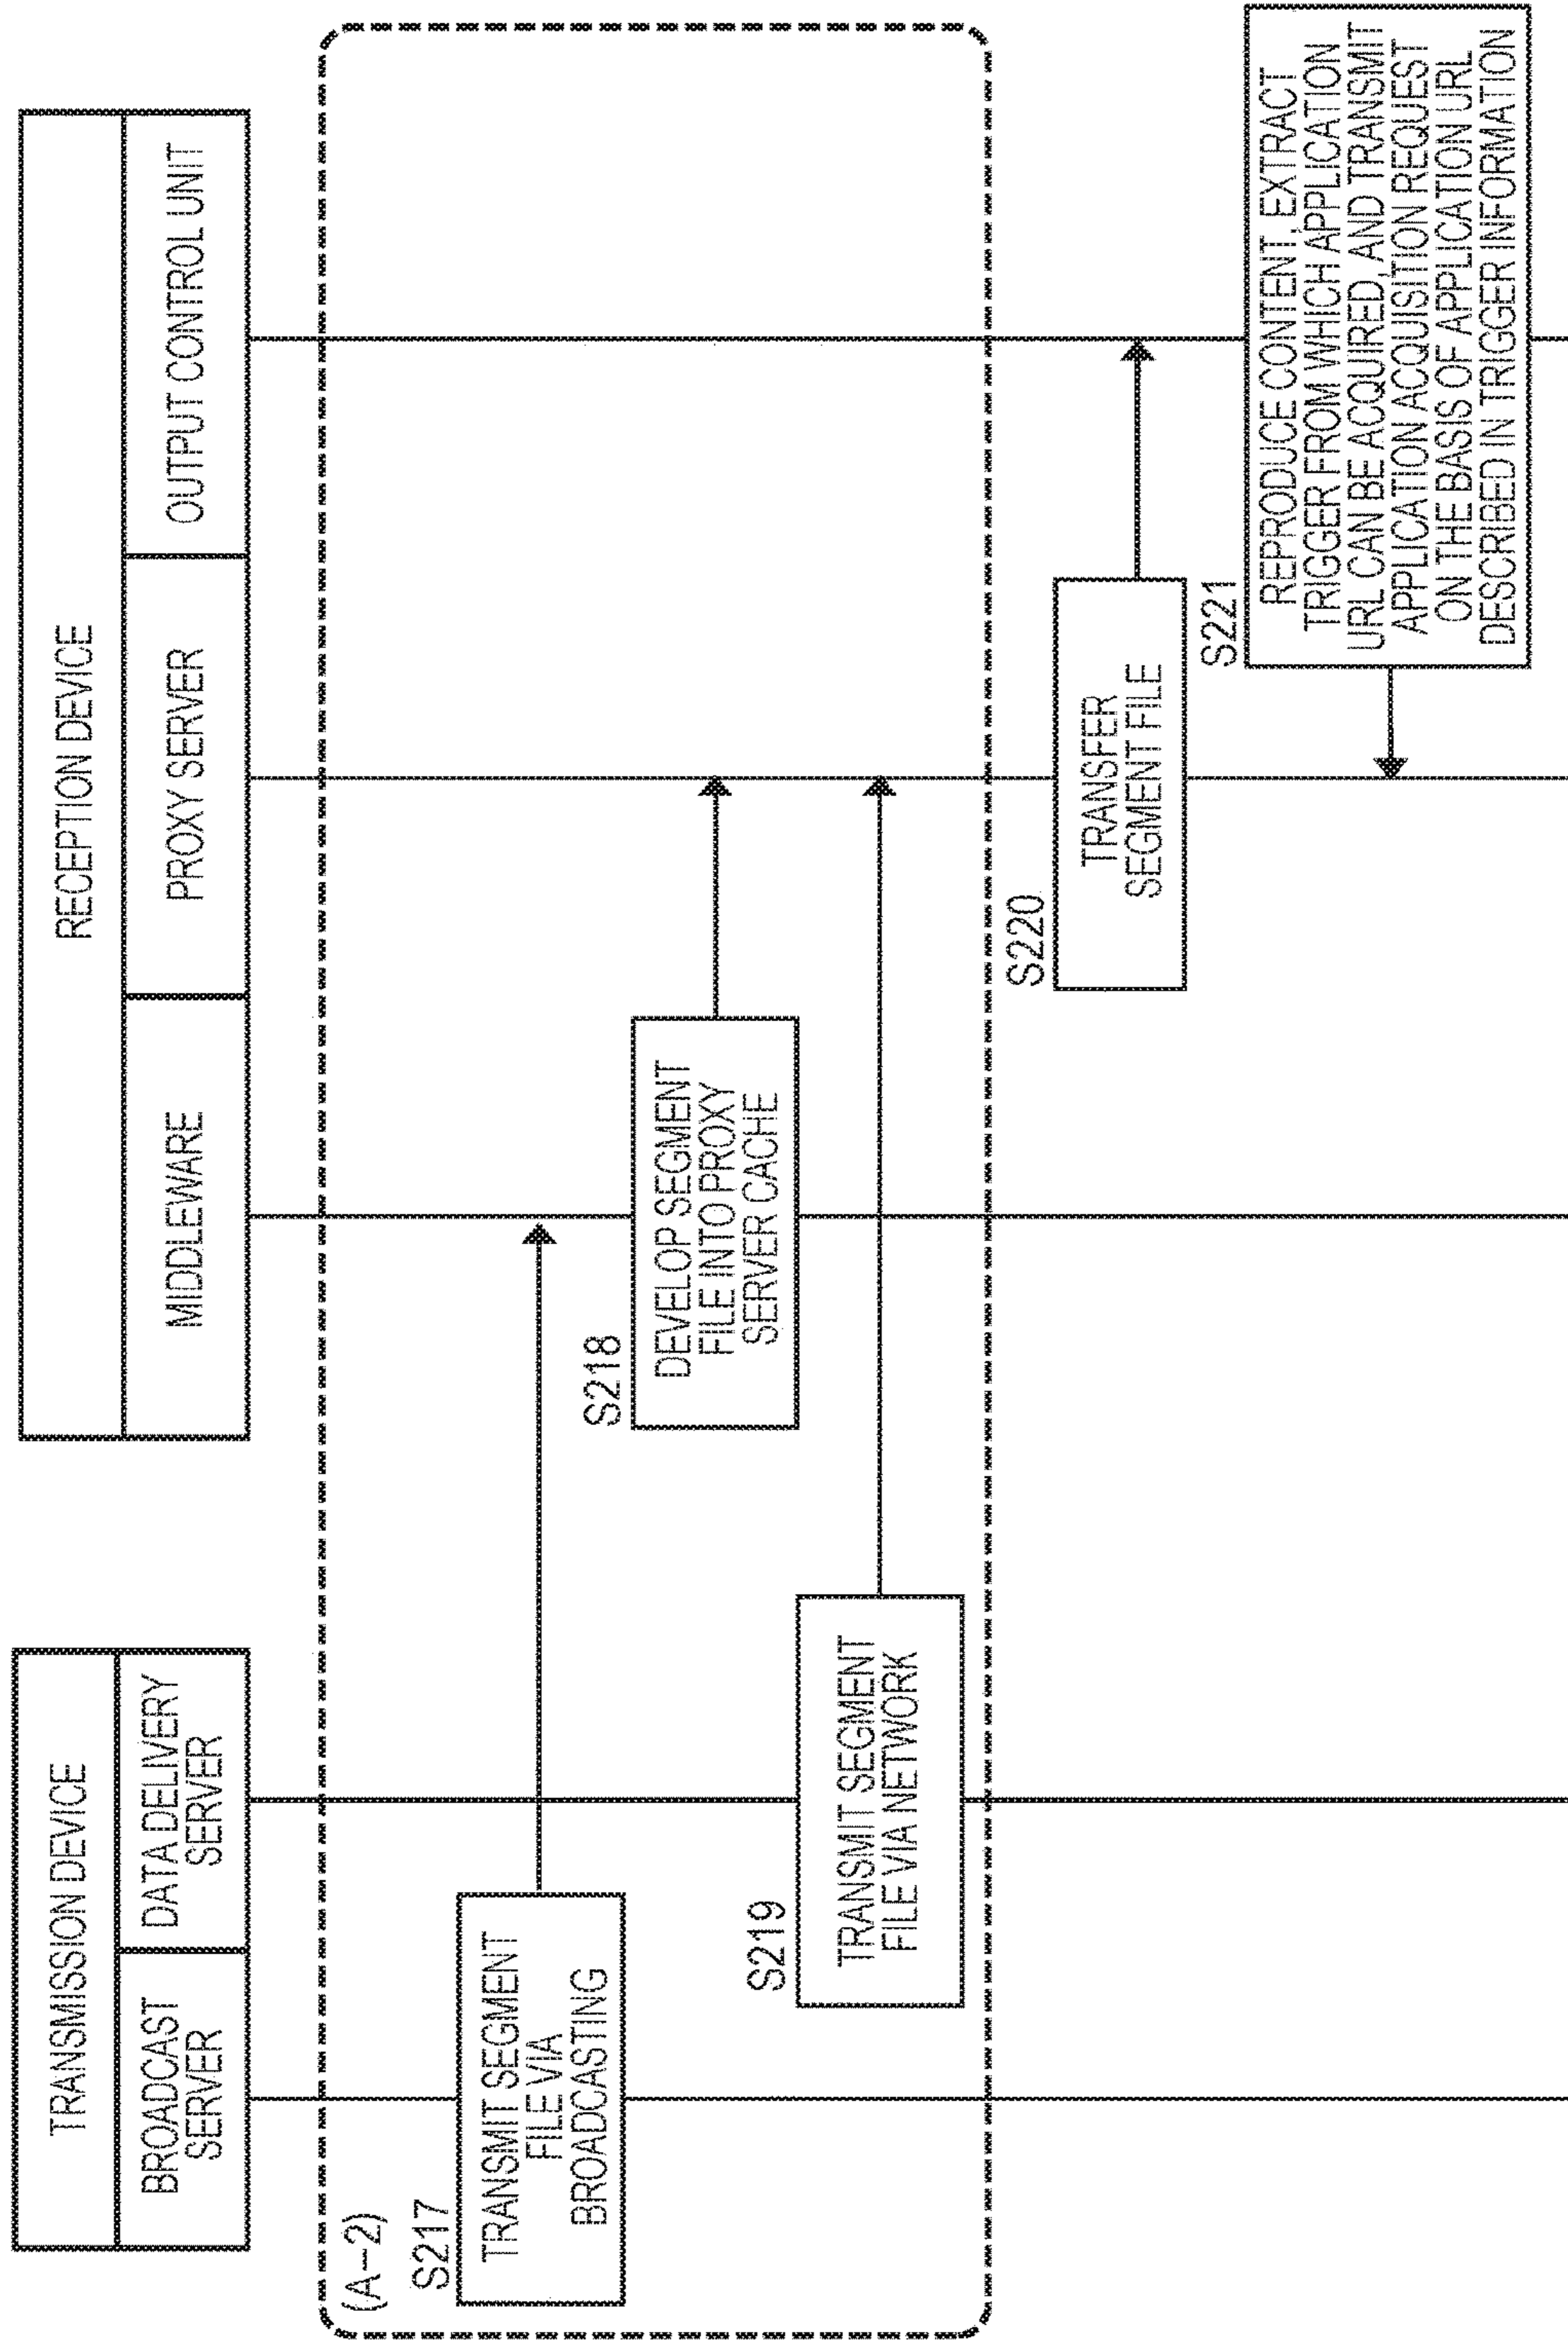 TRANSMISSION DEVICE
BROADCAST
SERVER
DATA DELIVERY
SERVER
RECEPTION DEVICE
MIDDLEWARE
PROXY SERVER
OUTPUT CONTROL UNIT
(A-2)
S217
TRANSMIT SEGMENT
FILE VIA
BROADCASTING
S218
DEVELOP SEGMENT
FILE INTO PROXY
SERVER CACHE
S219
TRANSMIT SEGMENT
FILE VIA NETWORK
S220
TRANSFER
SEGMENT FILE
S221
REPRODUCE CONTENT, EXTRACT
TRIGGER FROM WHICH APPLICATION
URL CAN BE ACQUIRED, AND TRANSMIT
APPLICATION ACQUISITION REQUEST
ON THE BASIS OF APPLICATION URL
DESCRIBED IN TRIGGER INFORMATION